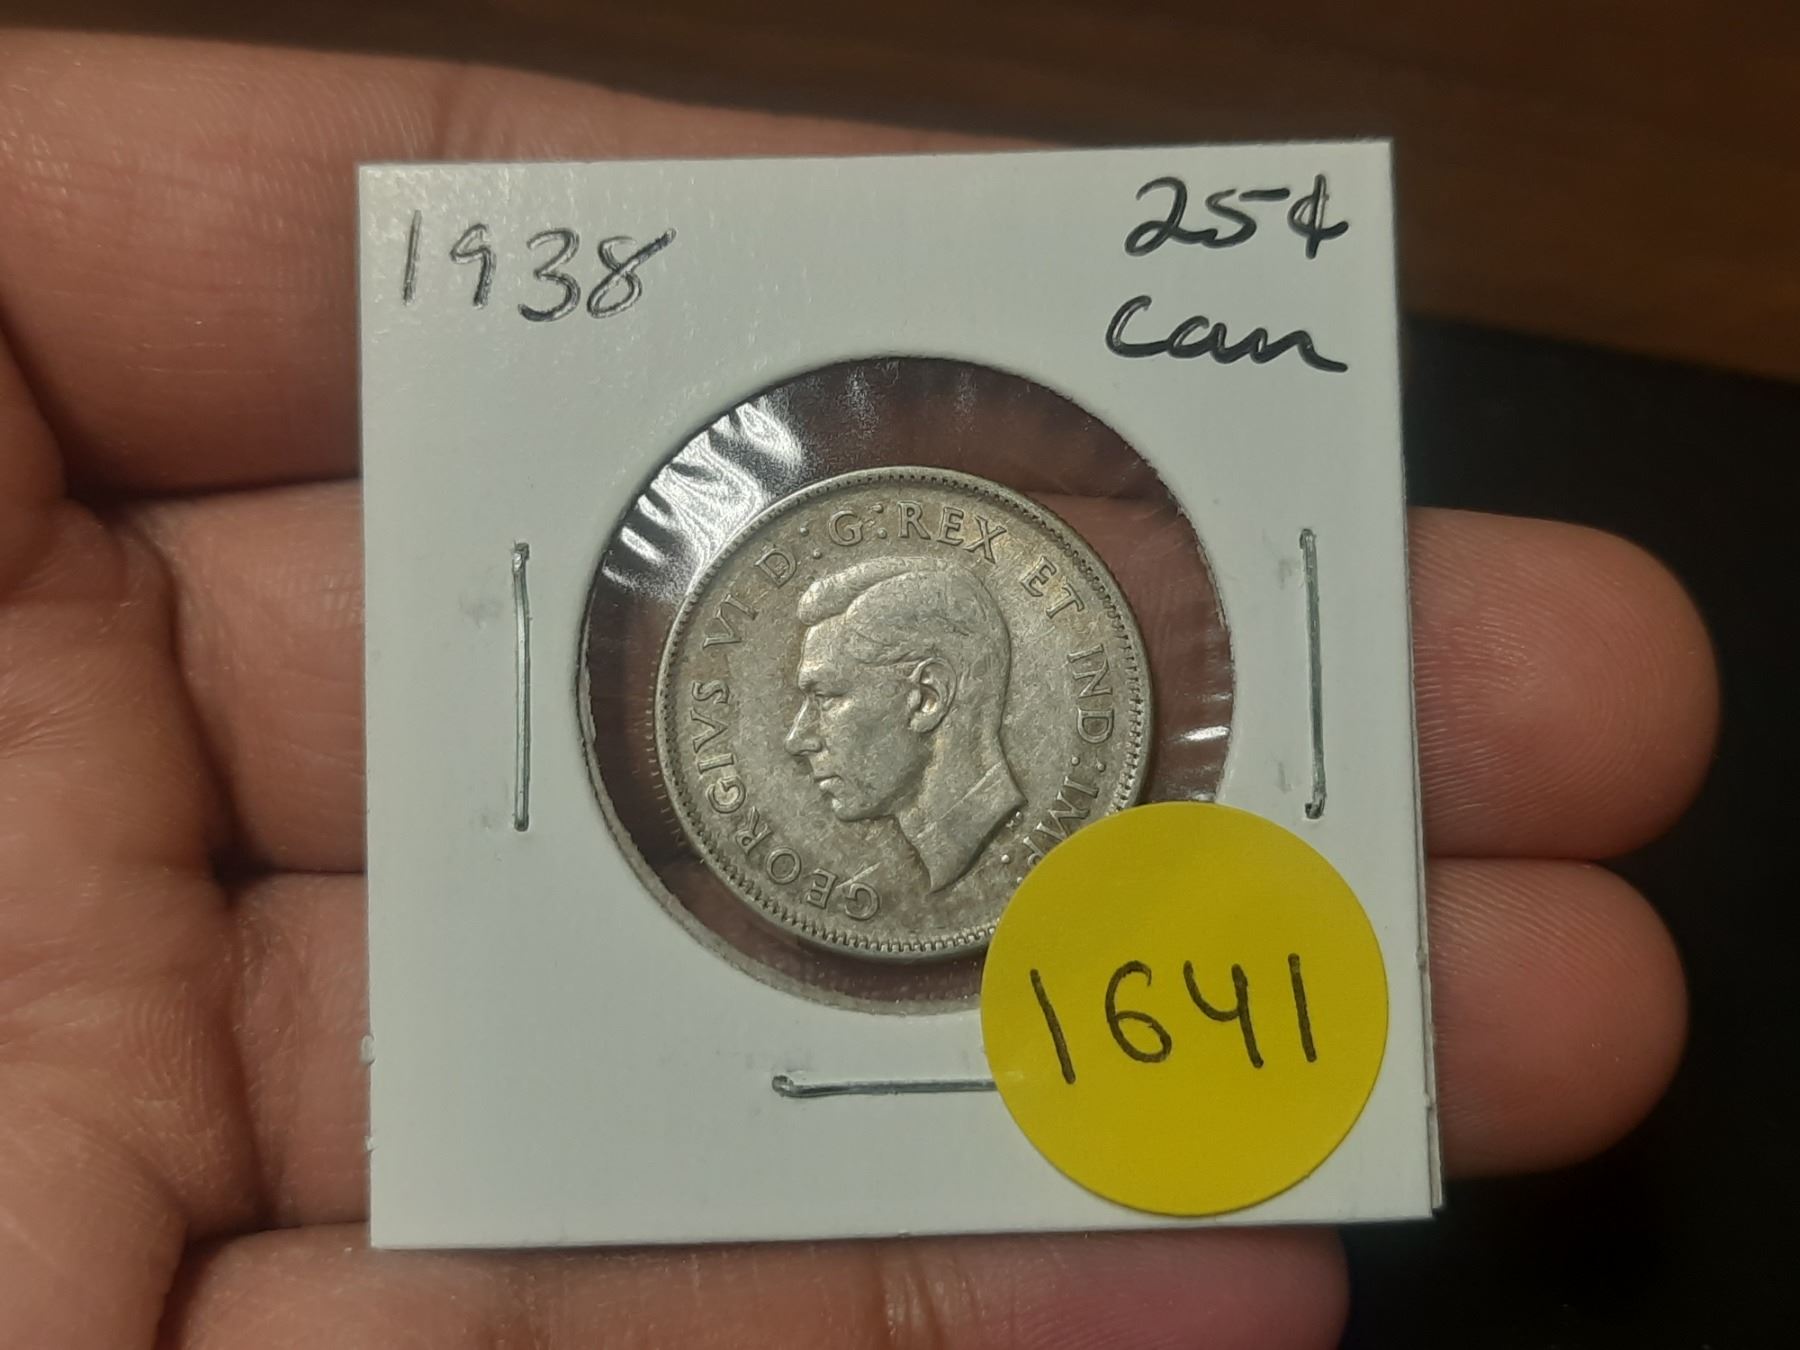 1938
25¢
Can
GEORGIVS VI D:G:REX ET IND:IMP:
1641